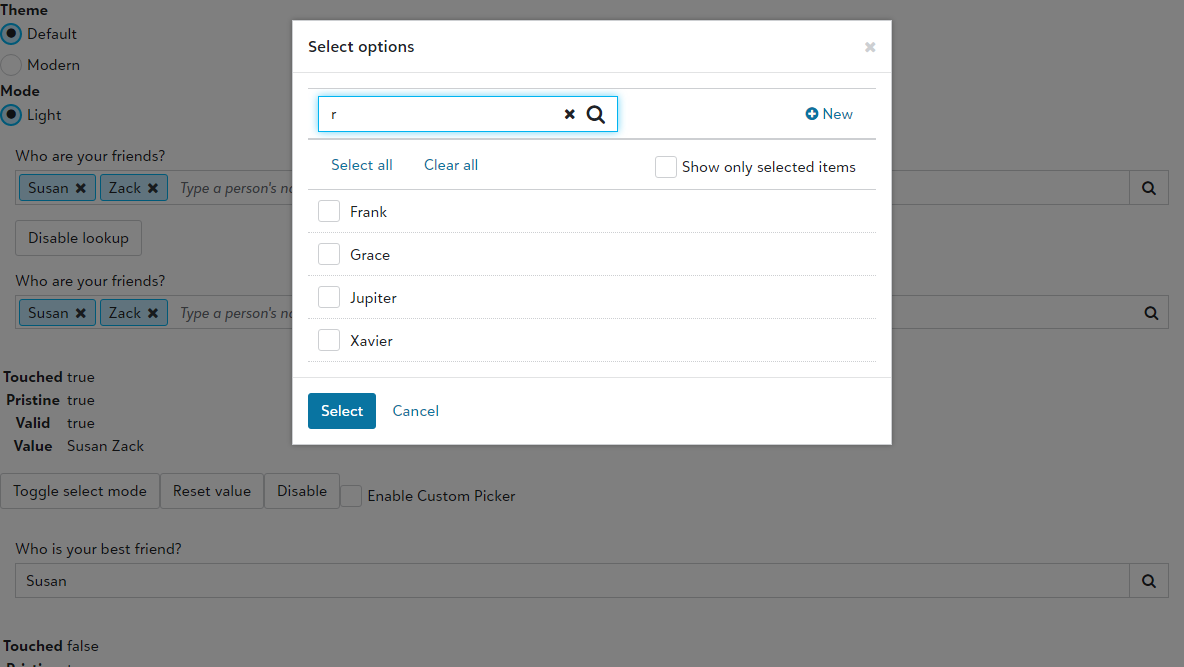 Theme
Default
Modern
Mode
Light
Who are your friends?
Susan Zack Type a person's n
Disable lookup
Who are your friends?
Susan Zack Type a person's n
Touched true
Pristine true
Valid true
Value Susan Zack
Toggle select mode Reset value Disable Enable Custom Picker
Who is your best friend?
Susan
Touched false
Select options
r
New
Select all Clear all Show only selected items
Frank
Grace
Jupiter
Xavier
Select Cancel